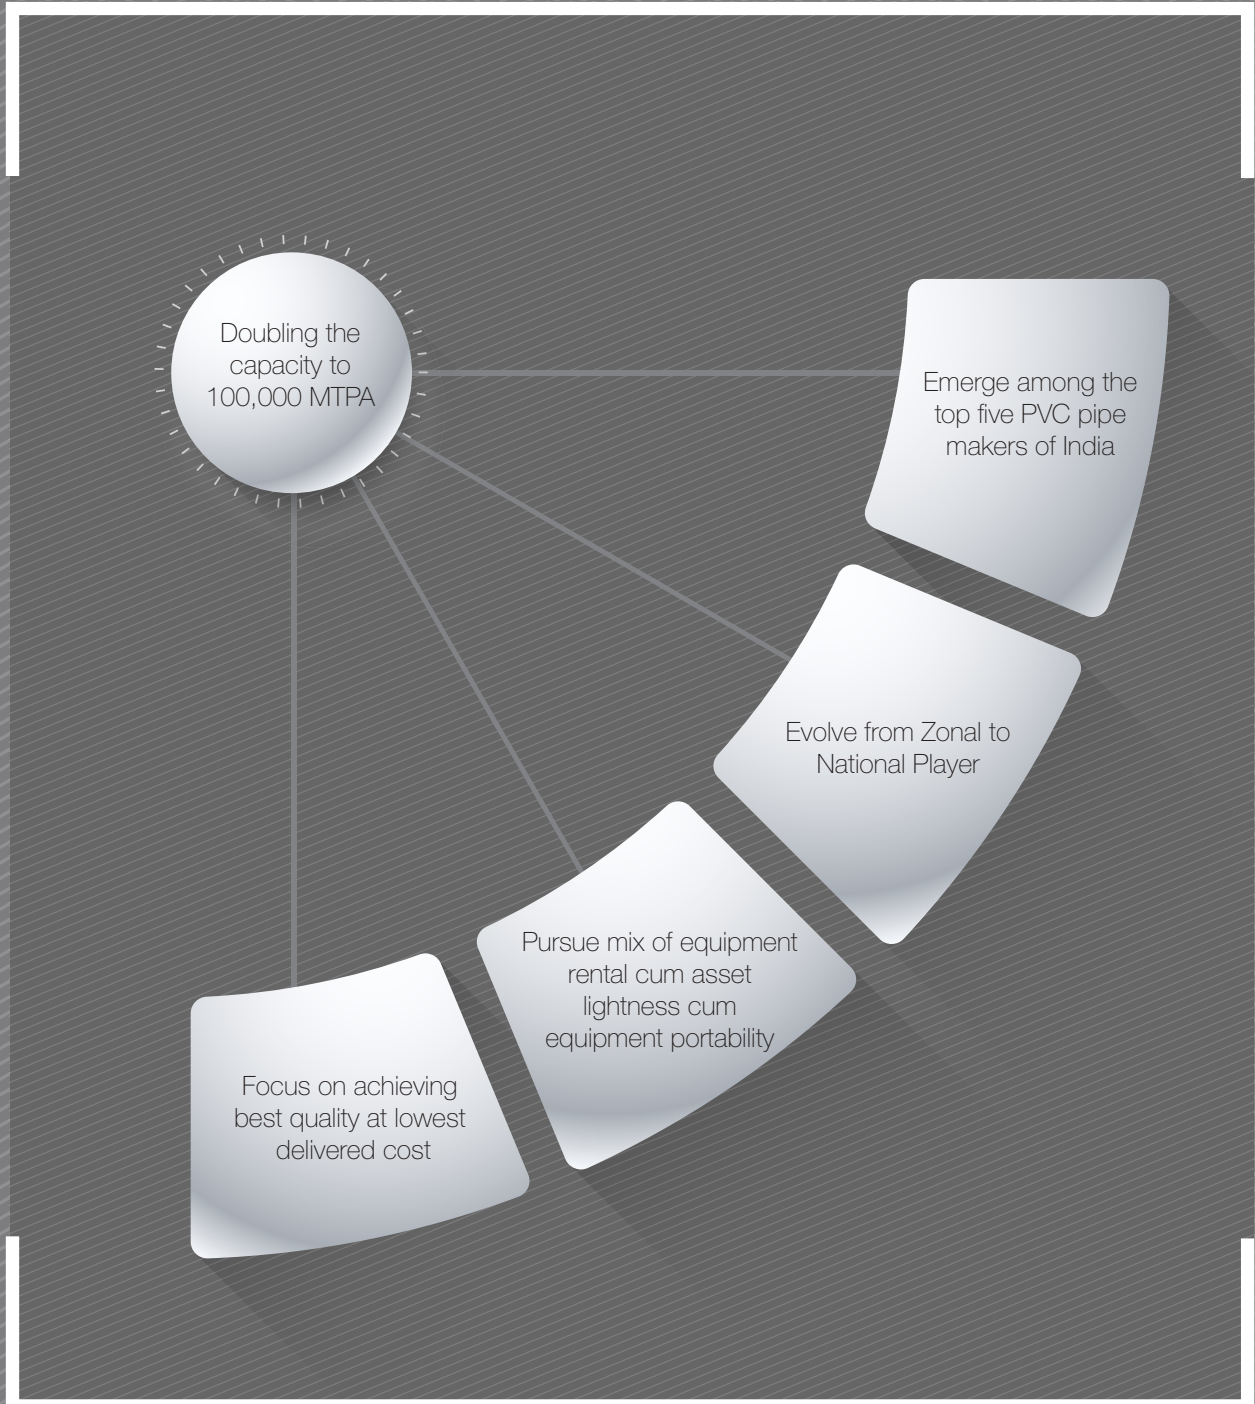 Doubling the
capacity to
100,000 MTPA
Emerge among the
top five PVC pipe
makers of India
Evolve from Zonal to
National Player
Pursue mix of equipment
rental cum asset
lightness cum
equipment portability
Focus on achieving
best quality at lowest
delivered cost